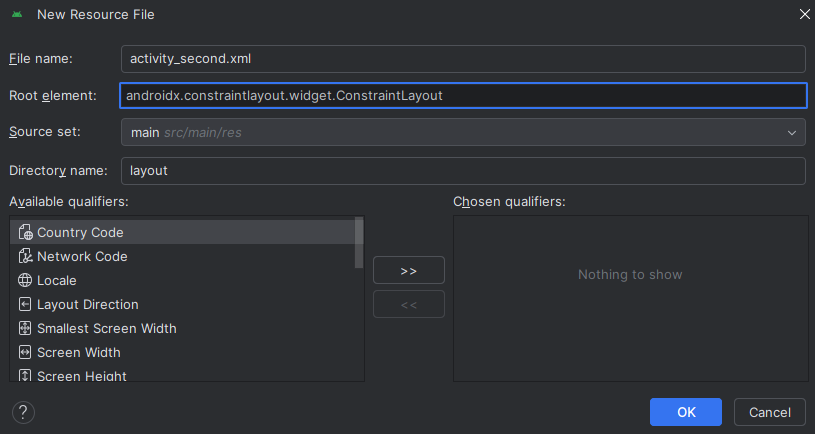 New Resource File
File name: activity_second.xml
Root element: androidx.constraintlayout.widget.ConstraintLayout
Source set: main src/main/res
Directory name: layout
Available qualifiers:
Country Code
Network Code
Locale
Layout Direction
Smallest Screen Width
Screen Width
Screen Height
>>
<<
Chosen qualifiers:
Nothing to show
?
OK
Cancel